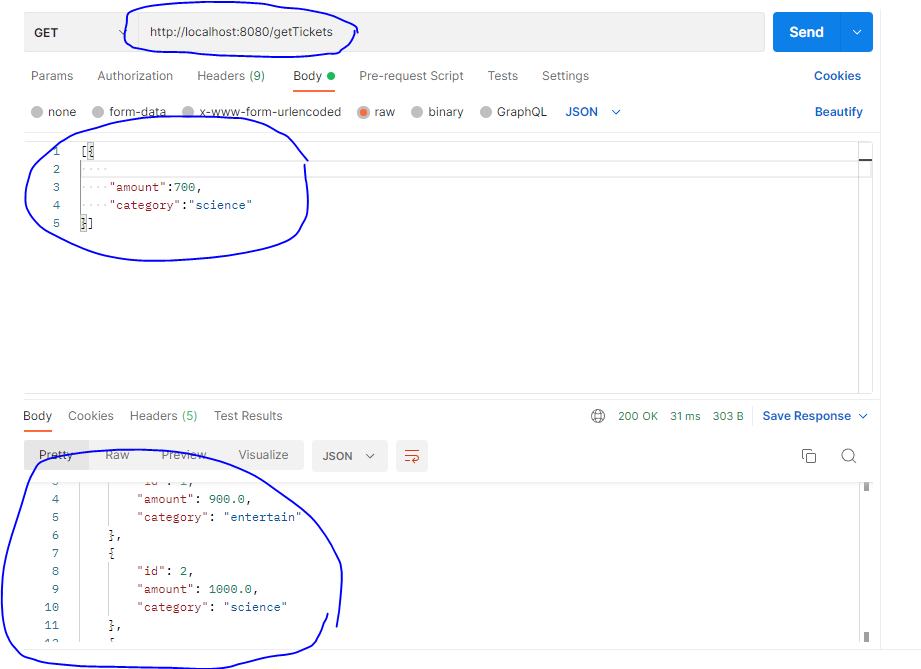 GET http://localhost:8080/getTickets Send
Params Authorization Headers (9) Body Pre-request Script Tests Settings Cookies
none form-data x-www-form-urlencoded raw binary GraphQL JSON Beautify
1 [{
2
3 "amount":700,
4 "category":"science"
5 }]
Body Cookies Headers (5) Test Results 200 OK 31 ms 303 B Save Response
Pretty Raw Preview Visualize JSON
3 "id": 1,
4 "amount": 900.0,
5 "category": "entertain"
6 },
7 {
8 "id": 2,
9 "amount": 1000.0,
10 "category": "science"
11 },
12 {